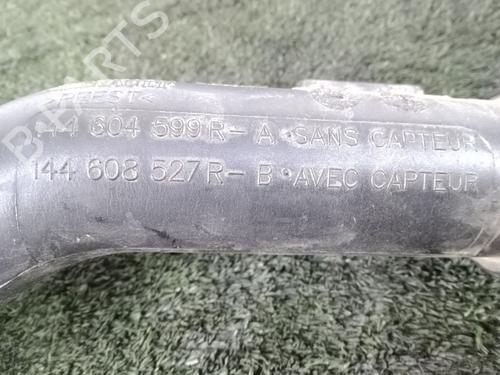 144 604 599 R- A • SANS CAPTEUR
144 608 527 R- B • AVEC CAPTEUR